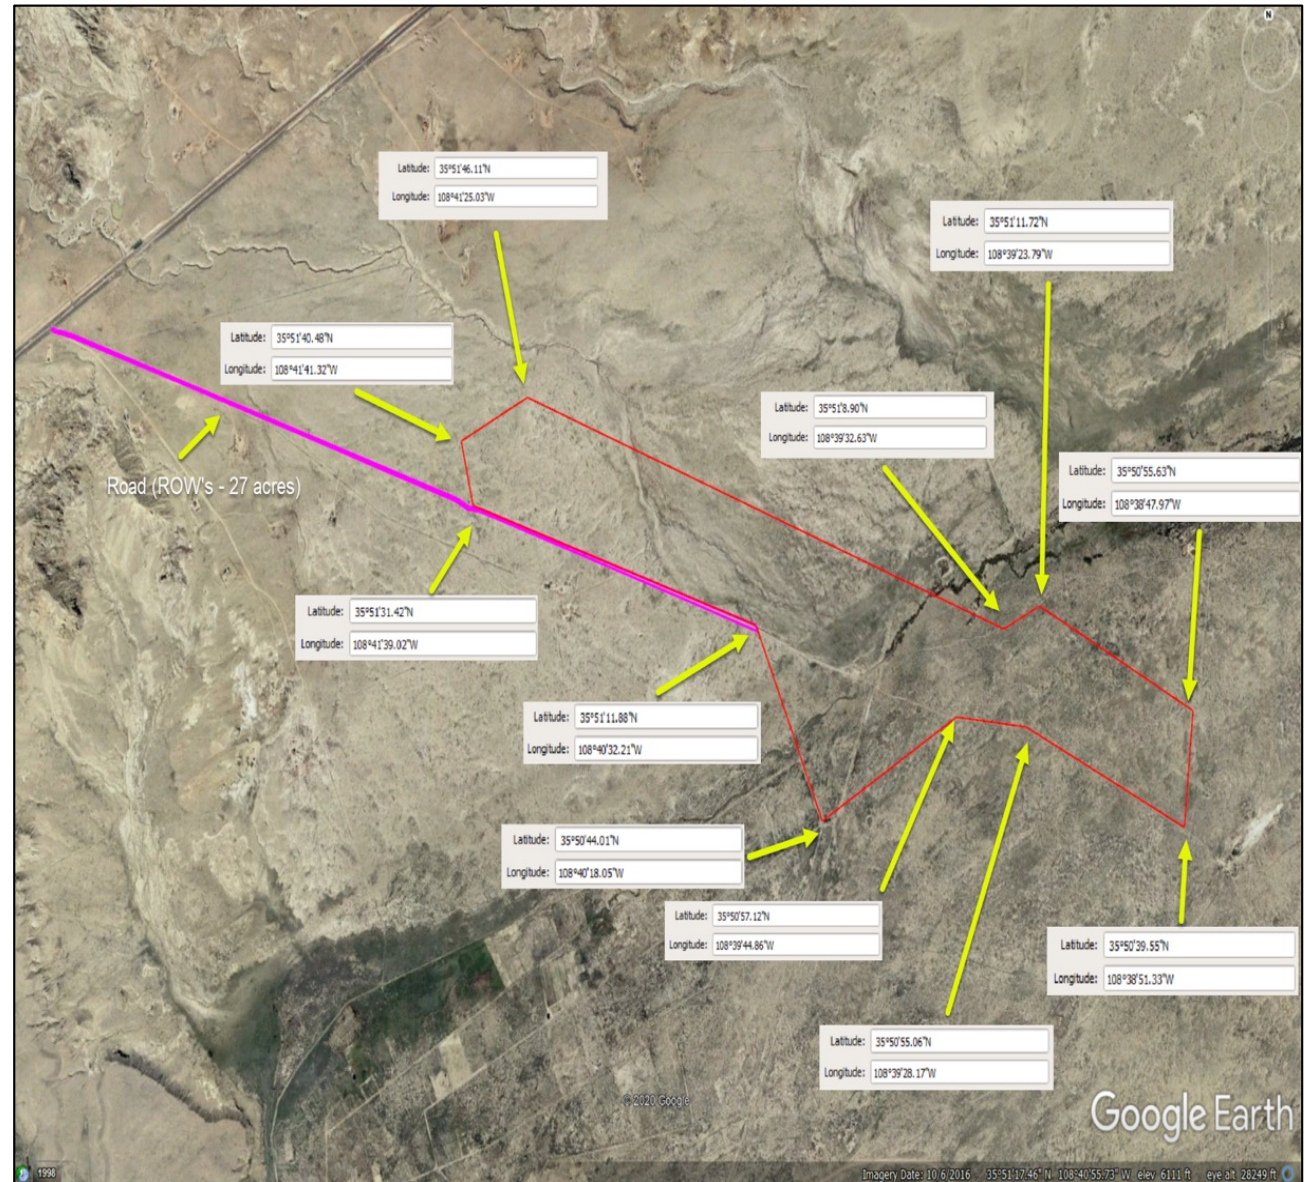 N
Latitude: 35°51'46.11"N
Longitude: 108°41'25.03"W
Latitude: 35°51'11.72"N
Longitude: 108°39'23.79"W
Latitude: 35°51'40.48"N
Longitude: 108°41'41.32"W
Latitude: 35°51'8.90"N
Longitude: 108°39'32.63"W
Latitude: 35°50'55.63"N
Longitude: 108°38'47.97"W
Road (ROW's - 27 acres)
Latitude: 35°51'31.42"N
Longitude: 108°41'39.02"W
Latitude: 35°51'11.88"N
Longitude: 108°40'32.21"W
Latitude: 35°50'44.01"N
Longitude: 108°40'18.05"W
Latitude: 35°50'57.12"N
Longitude: 108°39'44.86"W
Latitude: 35°50'39.55"N
Longitude: 108°38'51.33"W
Latitude: 35°50'55.06"N
Longitude: 108°39'28.17"W
© 2020 Google
Google Earth
1998
Imagery Date: 10/6/2016 35°51'17.46" N 108°40'55.73" W elev 6111 ft eye alt 28249 ft